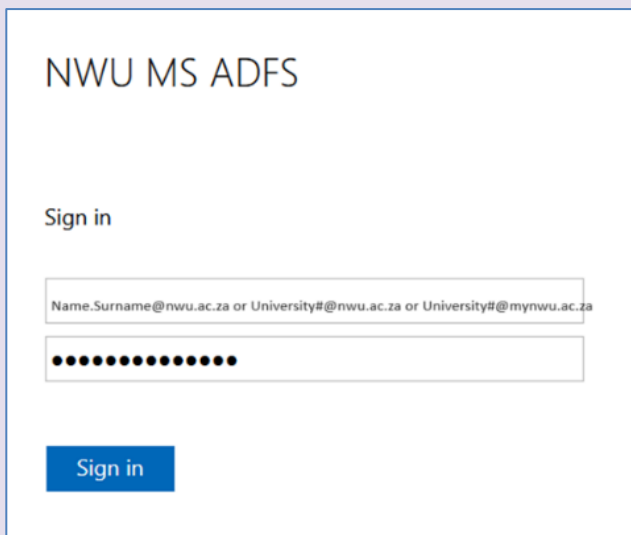 NWU MS ADFS
Sign in
Name.Surname@nwu.ac.za or University#@nwu.ac.za or University#@mynwu.ac.za
●●●●●●●●●●●●●●
Sign in